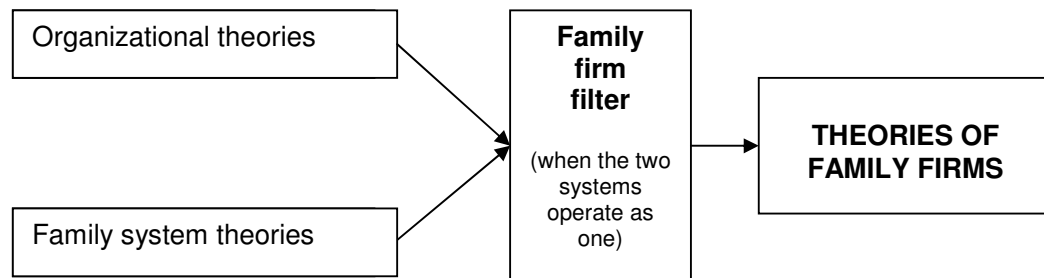 Organizational theories
Family system theories
Family
firm
filter
(when the two
systems
operate as
one)
THEORIES OF
FAMILY FIRMS